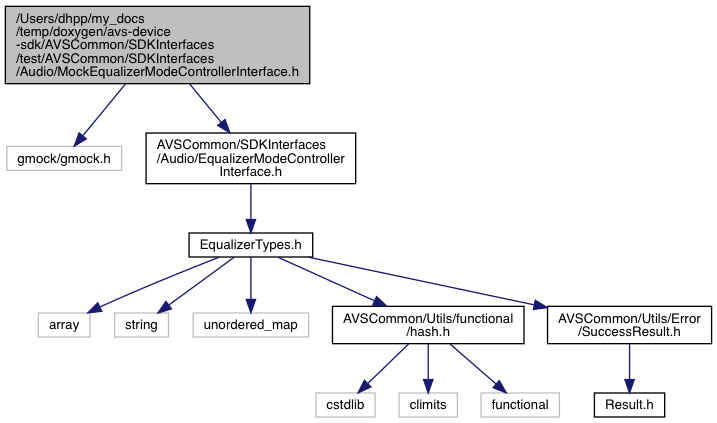 /Users/dhpp/my_docs
/temp/doxygen/avs-device
-sdk/AVSCommon/SDKInterfaces
/test/AVSCommon/SDKInterfaces
/Audio/MockEqualizerModeControllerInterface.h
gmock/gmock.h
AVSCommon/SDKInterfaces
/Audio/EqualizerModeController
Interface.h
EqualizerTypes.h
array
string
unordered_map
AVSCommon/Utils/functional
/hash.h
AVSCommon/Utils/Error
/SuccessResult.h
cstdlib
climits
functional
Result.h